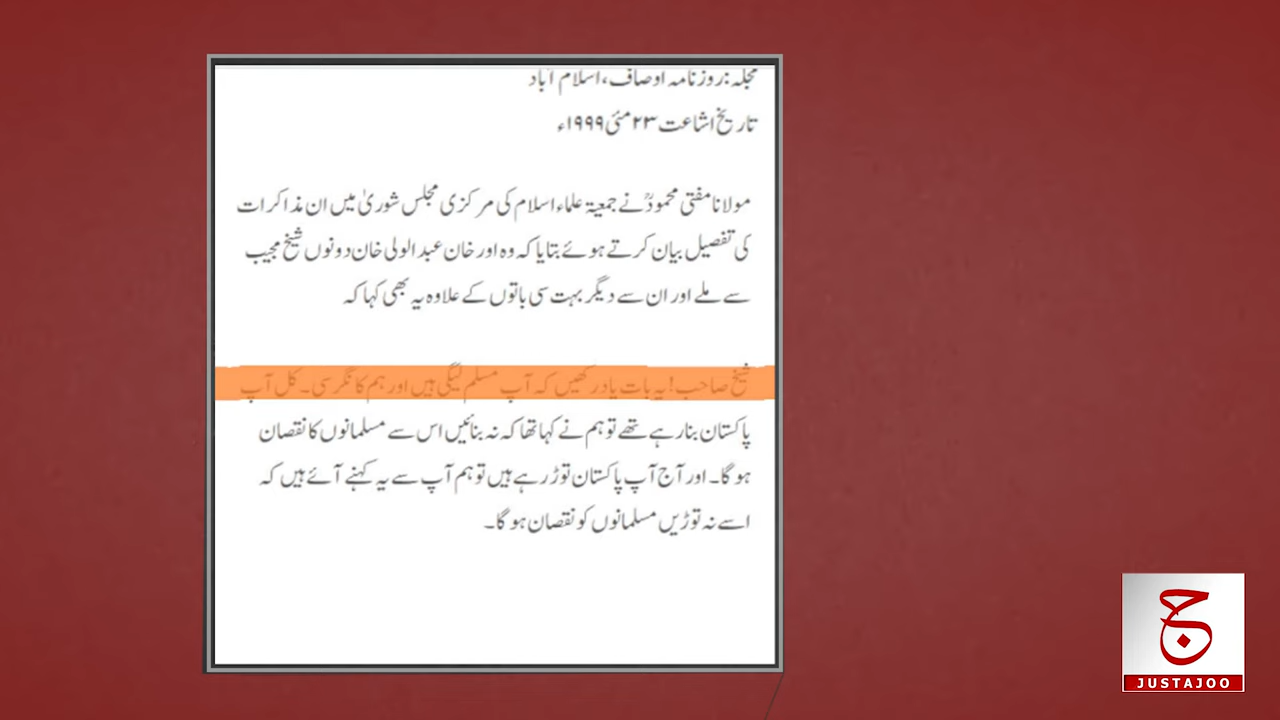 مجلہ: روزنامہ اوصاف، اسلام آباد
تاریخ اشاعت ۲۳ مئی ۱۹۹۹ء
مولانا مفتی محمودؒ نے جمعیۃ علماء اسلام کی مرکزی مجلس شوریٰ میں ان مذاکرات
کی تفصیل بیان کرتے ہوئے بتایا کہ وہ اور خان عبد الولی خان دونوں شیخ مجیب
سے ملے اور ان سے دیگر بہت سی باتوں کے علاوہ یہ بھی کہا کہ
شیخ صاحب! یہ بات یاد رکھیں کہ آپ مسلم لیگی ہیں اور ہم کانگرسی۔ کل آپ
پاکستان بنا رہے تھے تو ہم نے کہا تھا کہ نہ بنائیں اس سے مسلمانوں کا نقصان
ہو گا۔ اور آج آپ پاکستان توڑ رہے ہیں تو ہم آپ سے یہ کہنے آئے ہیں کہ
اسے نہ توڑیں مسلمانوں کو نقصان ہو گا۔
ج
JUSTAJOO